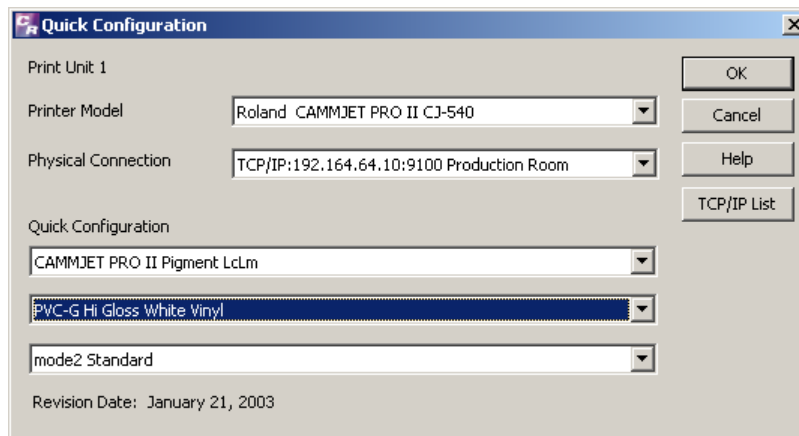 CR Quick Configuration
Print Unit 1
OK
Printer Model Roland CAMMJET PRO II CJ-540
Cancel
Physical Connection TCP/IP:192.164.64.10:9100 Production Room
Help
TCP/IP List
Quick Configuration
CAMMJET PRO II Pigment LcLm
PVC-G Hi Gloss White Vinyl
mode2 Standard
Revision Date: January 21, 2003